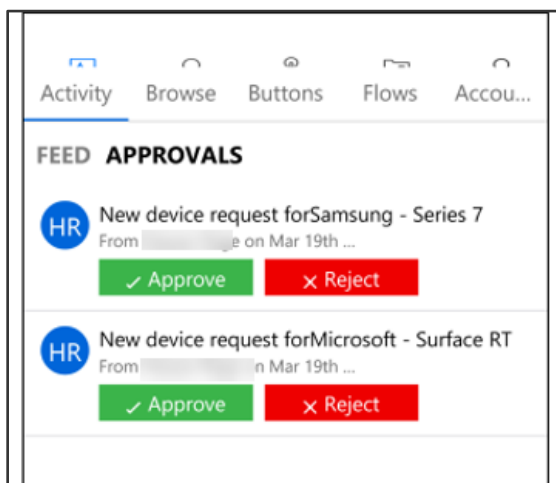 Activity Browse Buttons Flows Accou...
FEED APPROVALS
HR
New device request forSamsung - Series 7
From e on Mar 19th ...
✓ Approve × Reject
HR
New device request forMicrosoft - Surface RT
From n Mar 19th ...
✓ Approve × Reject